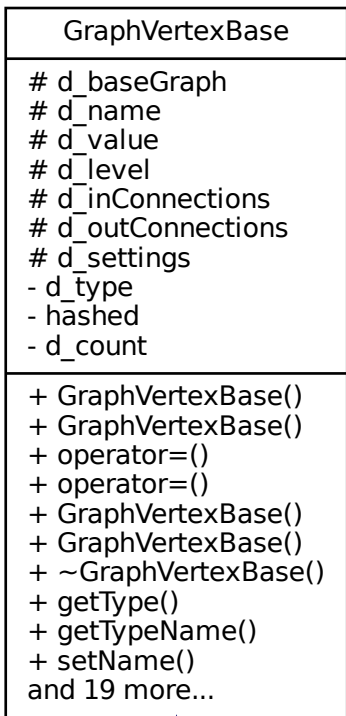 GraphVertexBase
# d_baseGraph
# d_name
# d_value
# d_level
# d_inConnections
# d_outConnections
# d_settings
- d_type
- hashed
- d_count
+ GraphVertexBase()
+ GraphVertexBase()
+ operator=()
+ operator=()
+ GraphVertexBase()
+ GraphVertexBase()
+ ~GraphVertexBase()
+ getType()
+ getTypeName()
+ setName()
and 19 more...